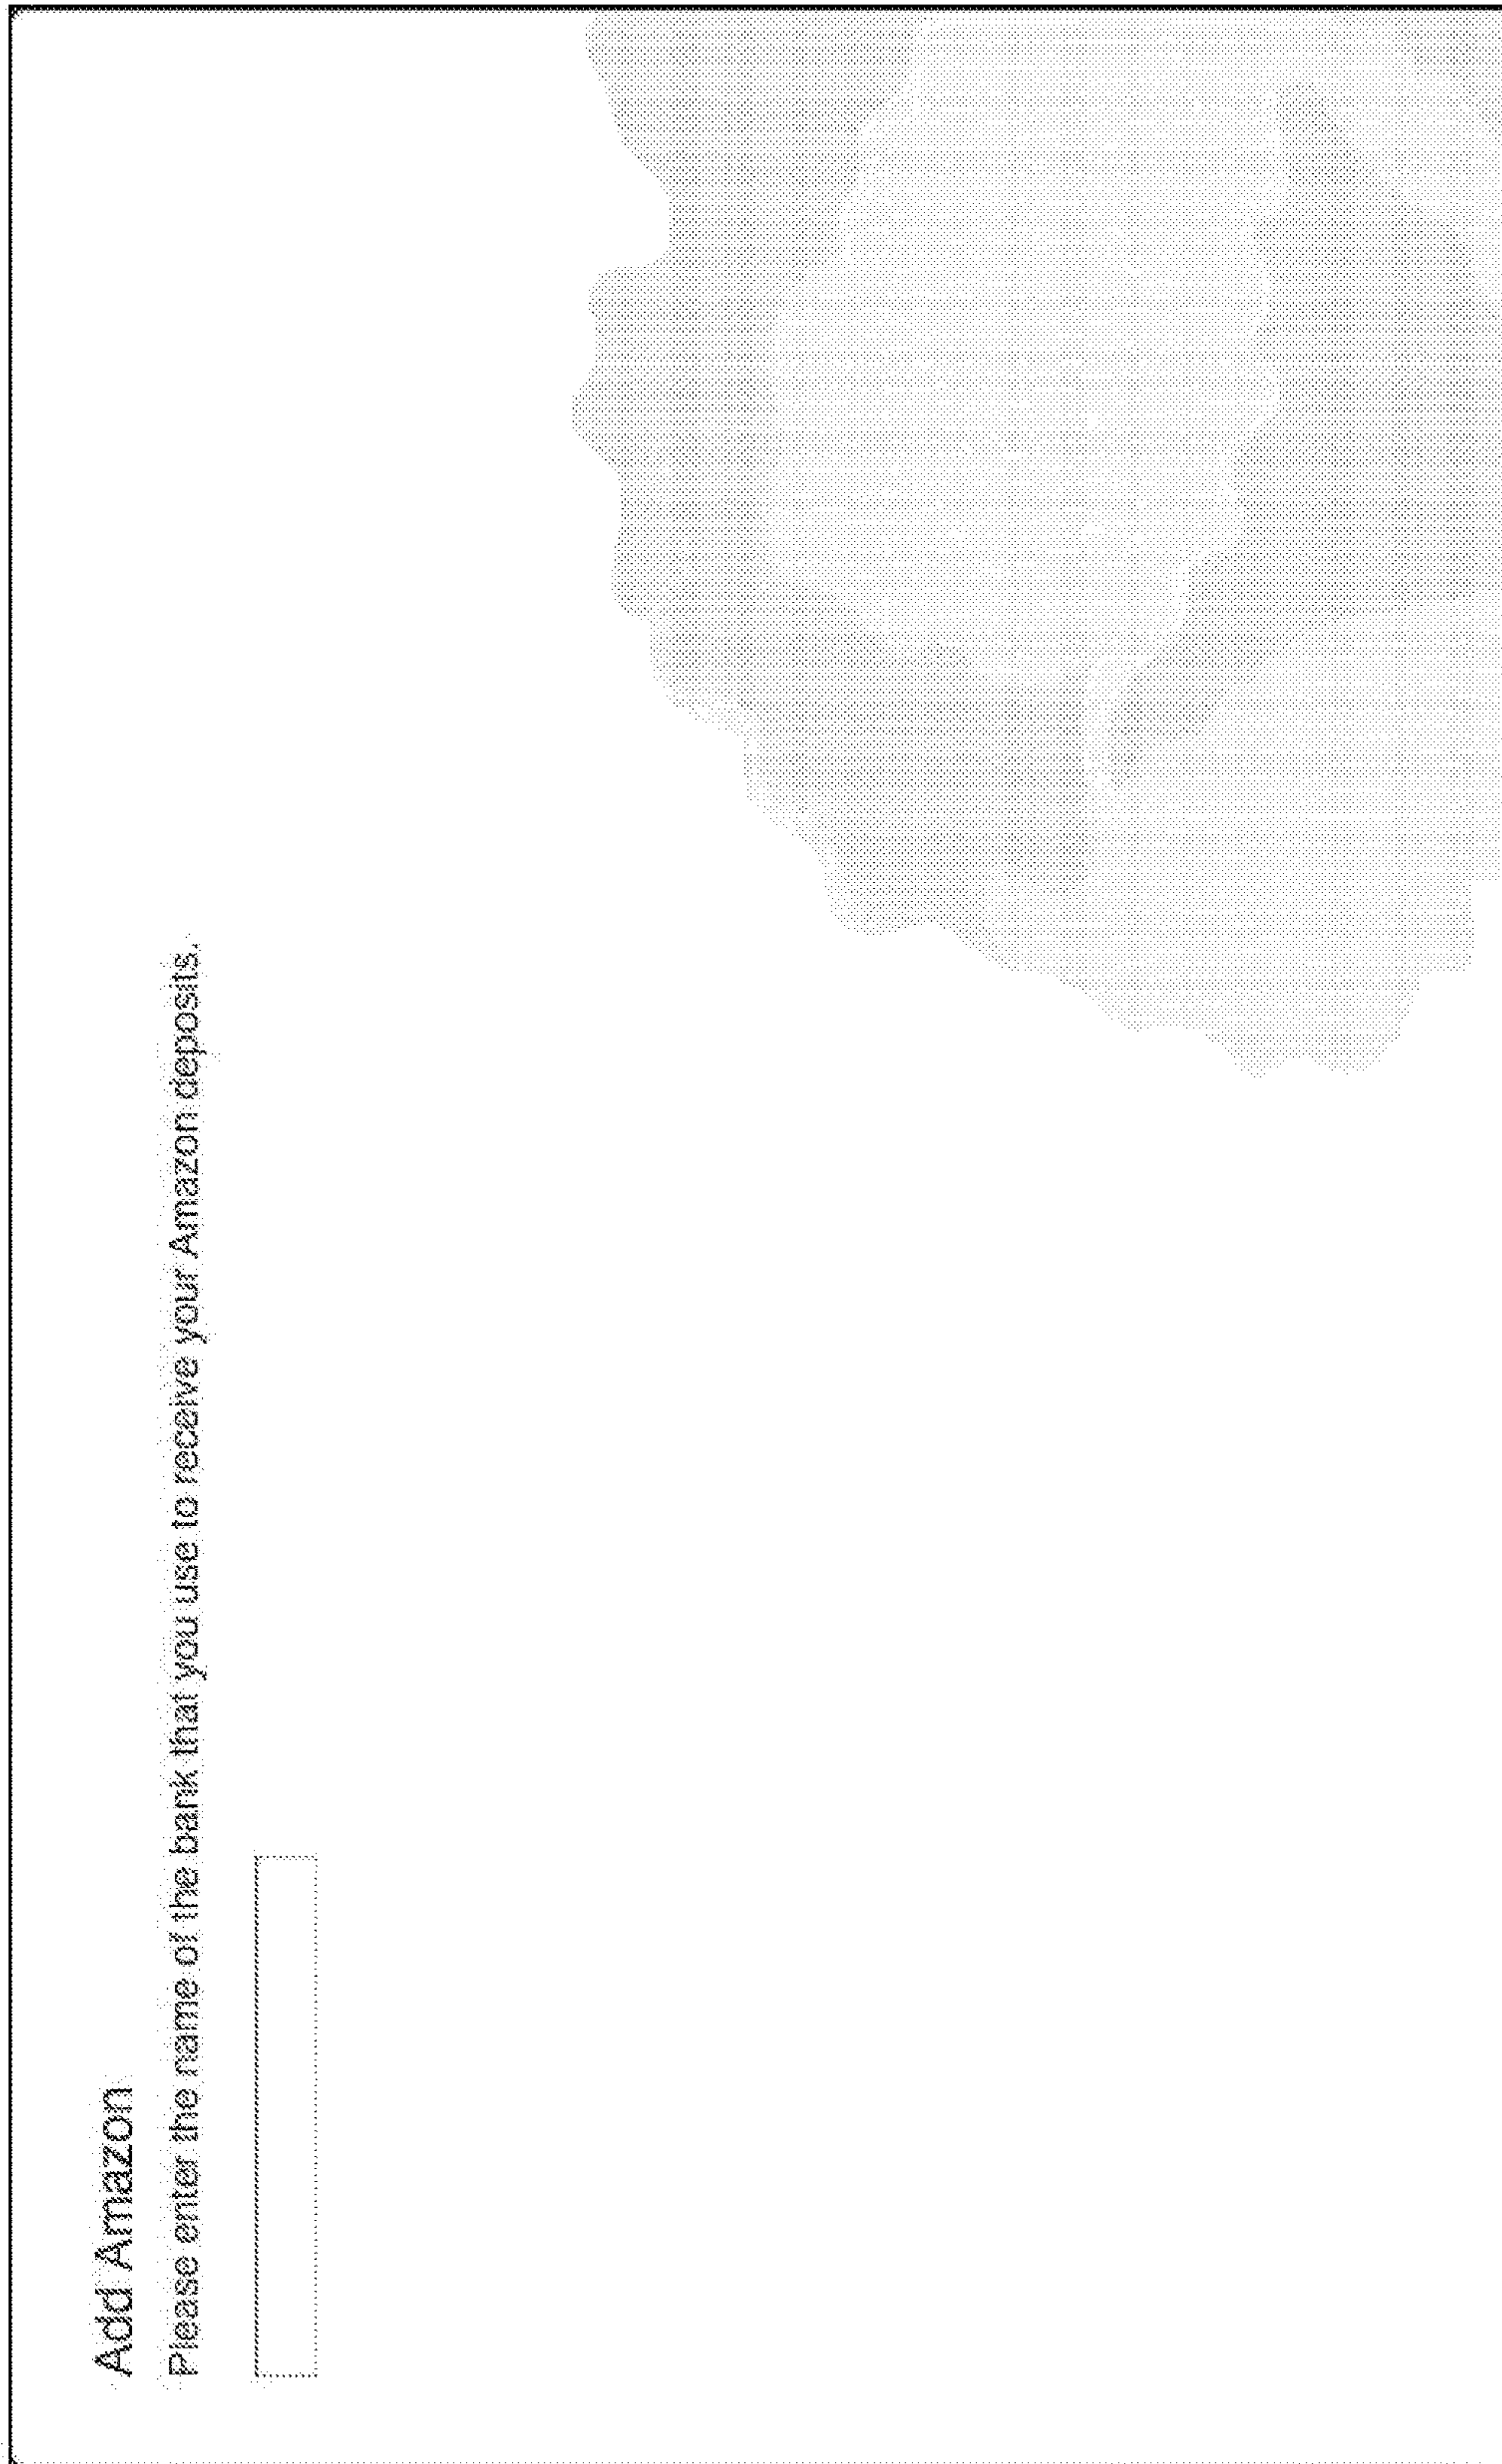 Add Amazon
Please enter the name of the bank that you use to receive your Amazon deposits.